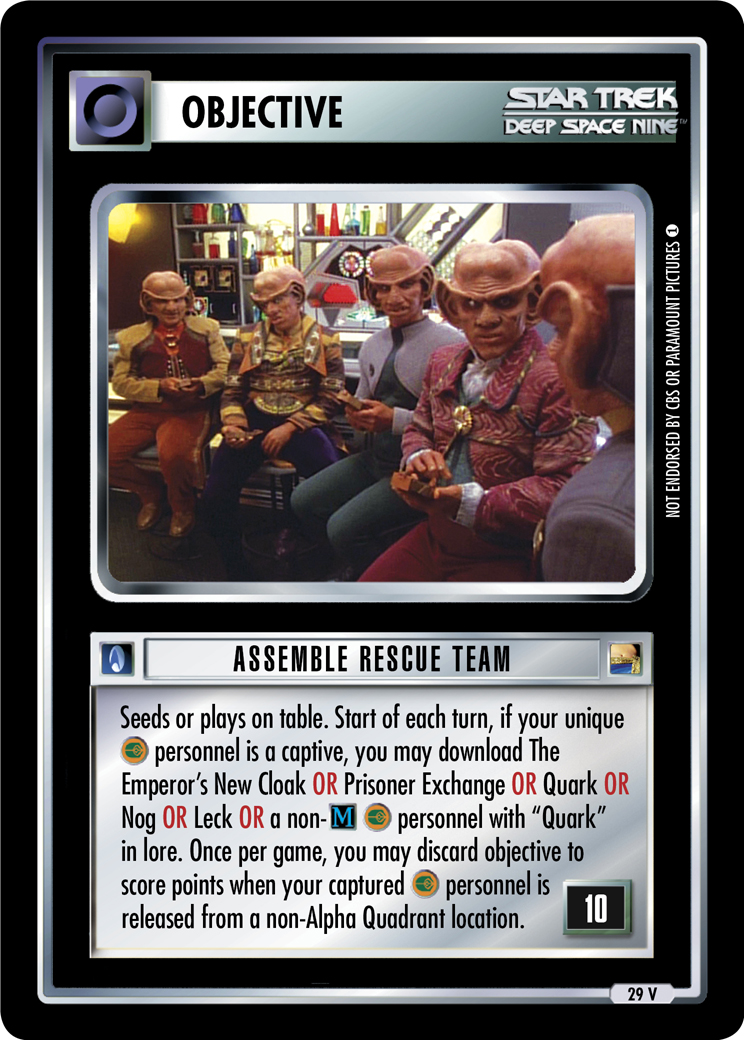 OBJECTIVE
STAR TREK
DEEP SPACE NINE™
NOT ENDORSED BY CBS OR PARAMOUNT PICTURES 1
ASSEMBLE RESCUE TEAM
Seeds or plays on table. Start of each turn, if your unique
personnel is a captive, you may download The
Emperor's New Cloak OR Prisoner Exchange OR Quark OR
Nog OR Leck OR a non-M personnel with "Quark"
in lore. Once per game, you may discard objective to
score points when your captured personnel is
released from a non-Alpha Quadrant location.
10
29 V